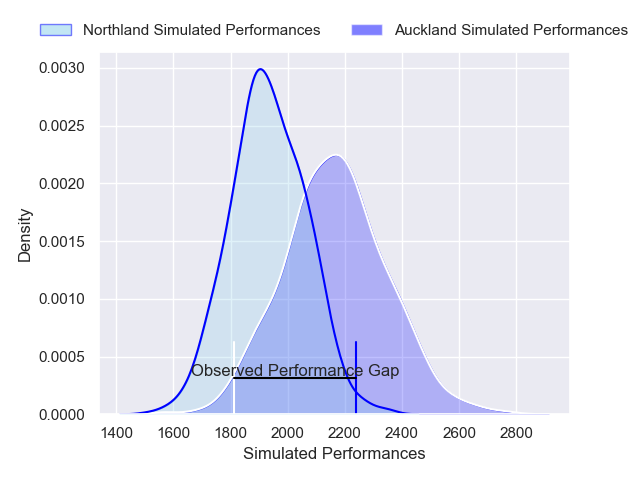 Northland Simulated Performances
Auckland Simulated Performances
0.0030
0.0025
0.0020
0.0015
0.0010
0.0005
0.0000
Density
Observed Performance Gap
1400 1600 1800 2000 2200 2400 2600 2800
Simulated Performances